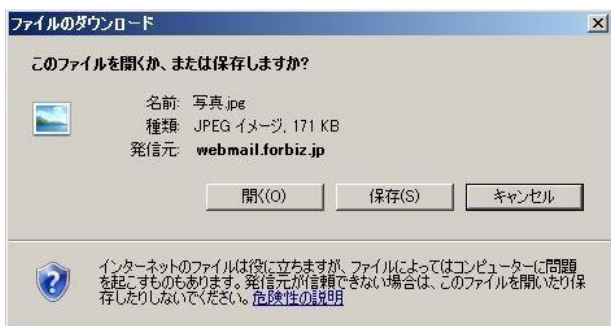 ファイルのダウンロード
このファイルを開くか、または保存しますか?
名前: 写真.jpg
種類: JPEG イメージ, 171 KB
発信元: webmail.forbiz.jp
開く(O)
保存(S)
キャンセル
インターネットのファイルは役に立ちますが、ファイルによってはコンピューターに問題
を起こすものもあります。発信元が信頼できない場合は、このファイルを開いたり保
存したりしないでください。危険性の説明